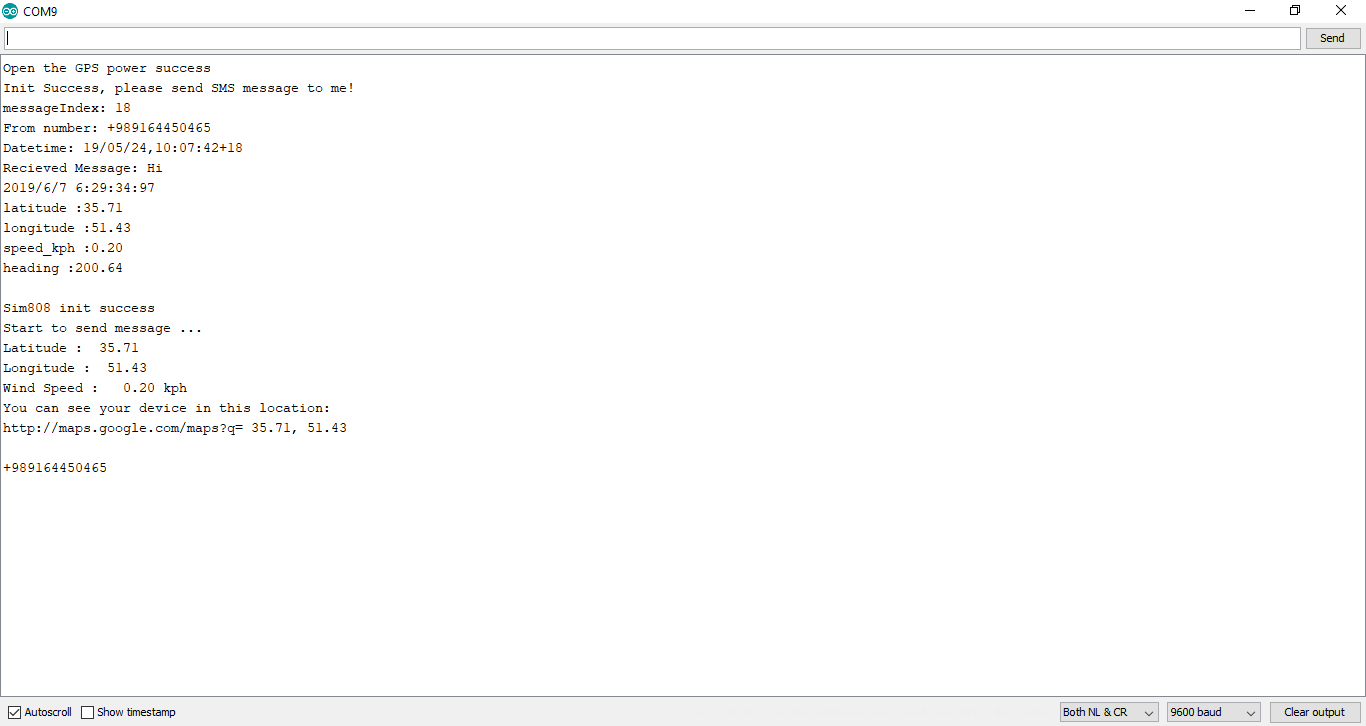 COM9
Send
Open the GPS power success
Init Success, please send SMS message to me!
messageIndex: 18
From number: +989164450465
Datetime: 19/05/24,10:07:42+18
Recieved Message: Hi
2019/6/7 6:29:34:97
latitude :35.71
longitude :51.43
speed_kph :0.20
heading :200.64
Sim808 init success
Start to send message ...
Latitude :  35.71
Longitude :  51.43
Wind Speed :   0.20 kph
You can see your device in this location:
http://maps.google.com/maps?q= 35.71, 51.43
+989164450465
Autoscroll Show timestamp Both NL & CR 9600 baud Clear output